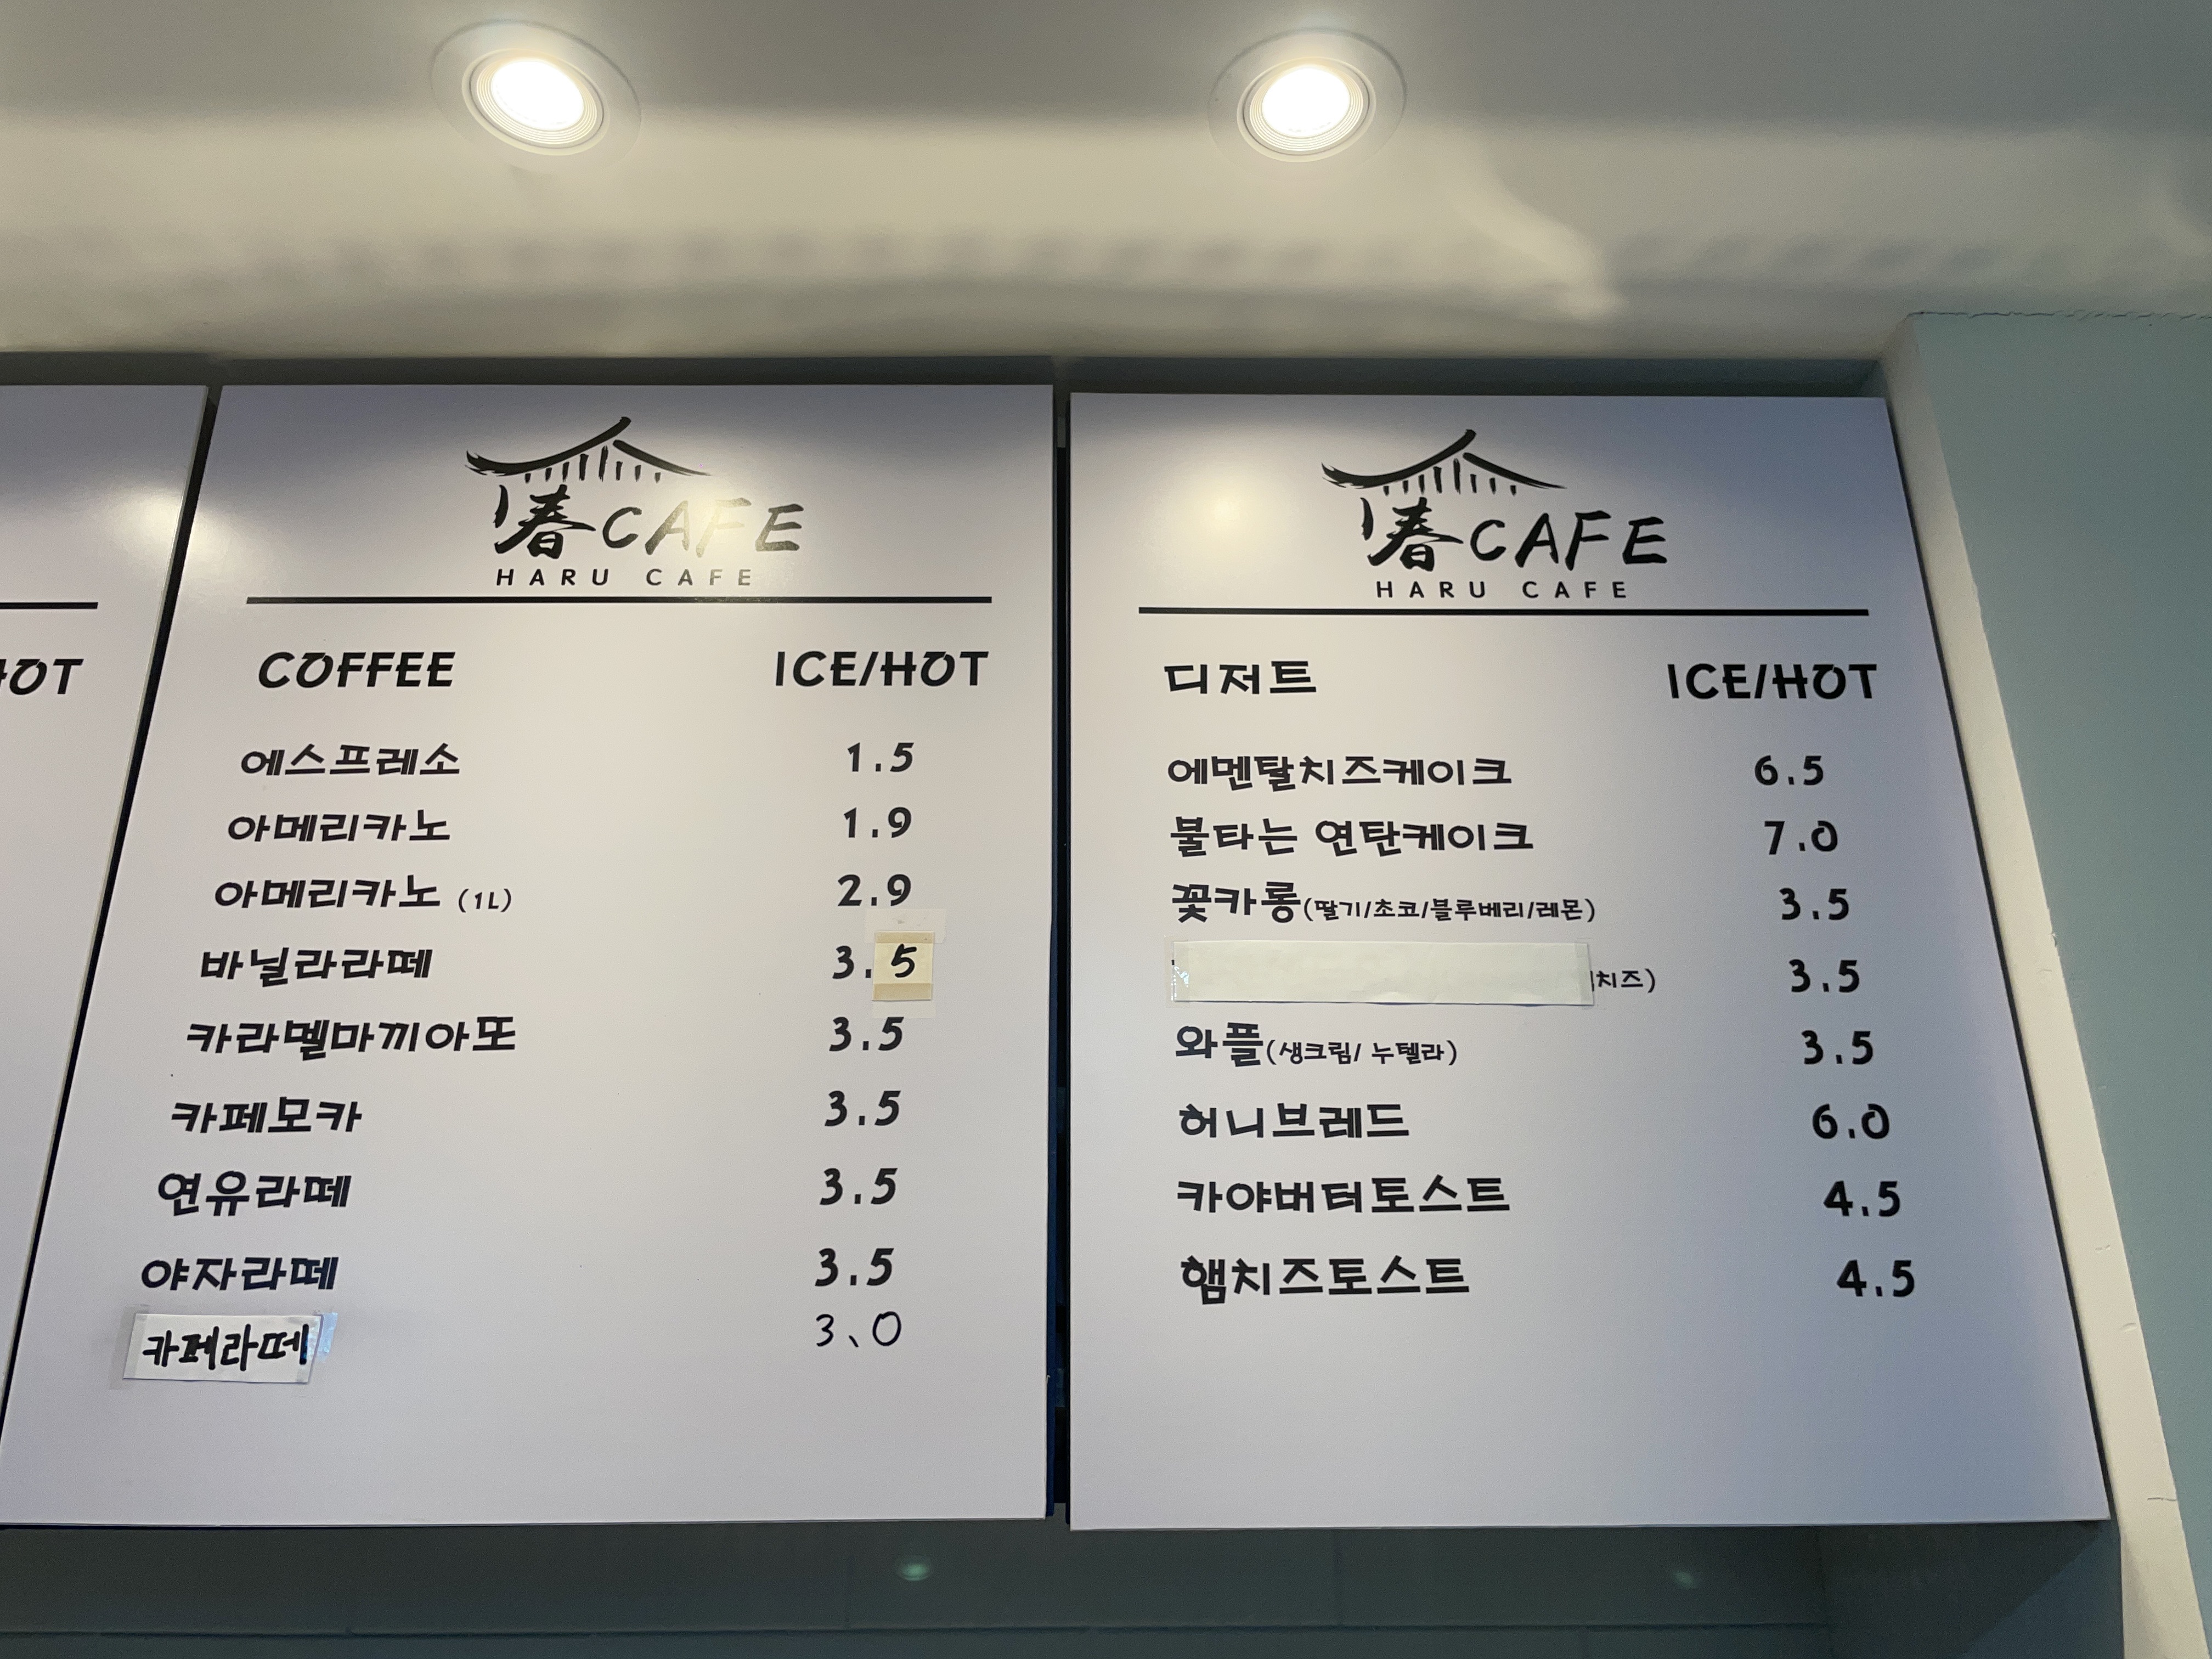 HOT
春CAFE
HARU CAFE
COFFEE ICE/HOT
에스프레소 1.5
아메리카노 1.9
아메리카노 (1L) 2.9
바닐라라떼 3.5
카라멜마끼아또 3.5
카페모카 3.5
연유라떼 3.5
야자라떼 3.5
카페라떼 3.0
春CAFE
HARU CAFE
디저트 ICE/HOT
에멘탈치즈케이크 6.5
불타는 연탄케이크 7.0
꽃카롱(딸기/초코/블루베리/레몬) 3.5
치즈) 3.5
와플(생크림/ 누텔라) 3.5
허니브레드 6.0
카야버터토스트 4.5
햄치즈토스트 4.5